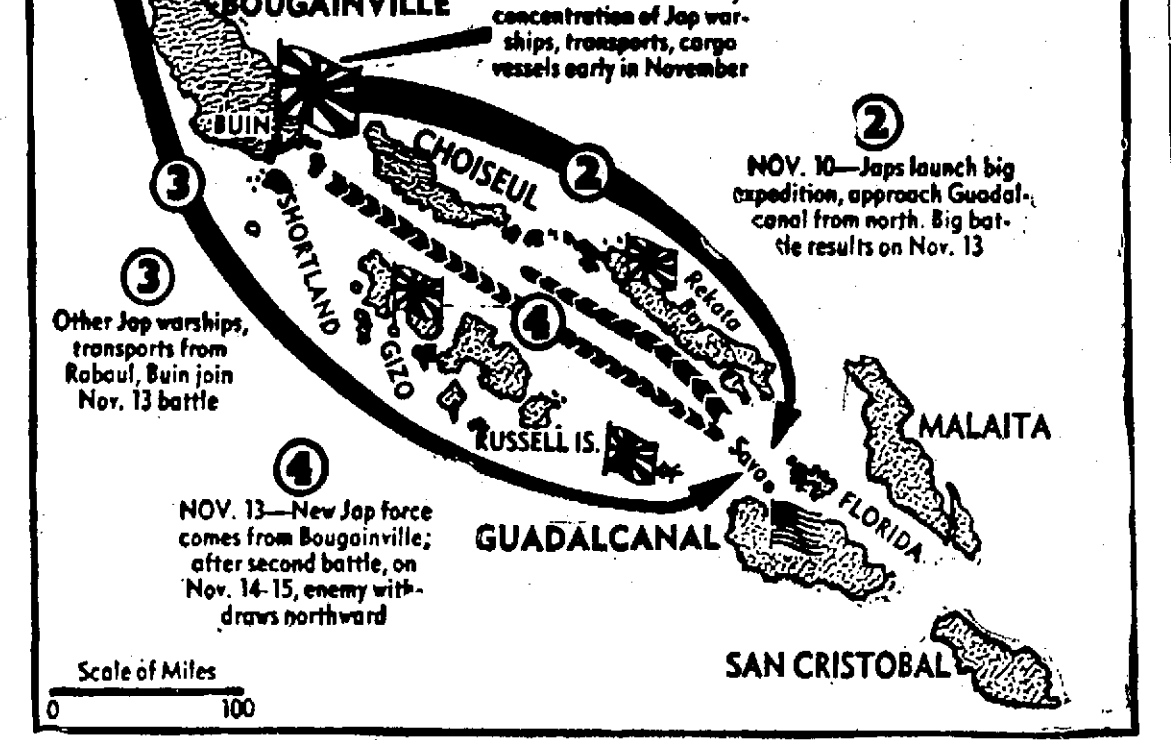 BOUGAINVILLE
concentration of Jap war-
ships, transports, cargo
vessels early in November
BUIN
CHOISEUL
2
2
NOV. 10—Japs launch big
expedition, approach Guadal-
canal from north. Big bat-
tle results on Nov. 13
3
SHORTLAND
Rekata
Bay
3
Other Jap warships,
transports from
Rabaul, Buin join
Nov. 13 battle
4
GIZO
MALAITA
RUSSELL IS.
Savo
4
NOV. 13—New Jap force
comes from Bougainville;
after second battle, on
Nov. 14-15, enemy with-
draws northward
GUADALCANAL
FLORIDA
SAN CRISTOBAL
Scale of Miles
0 100